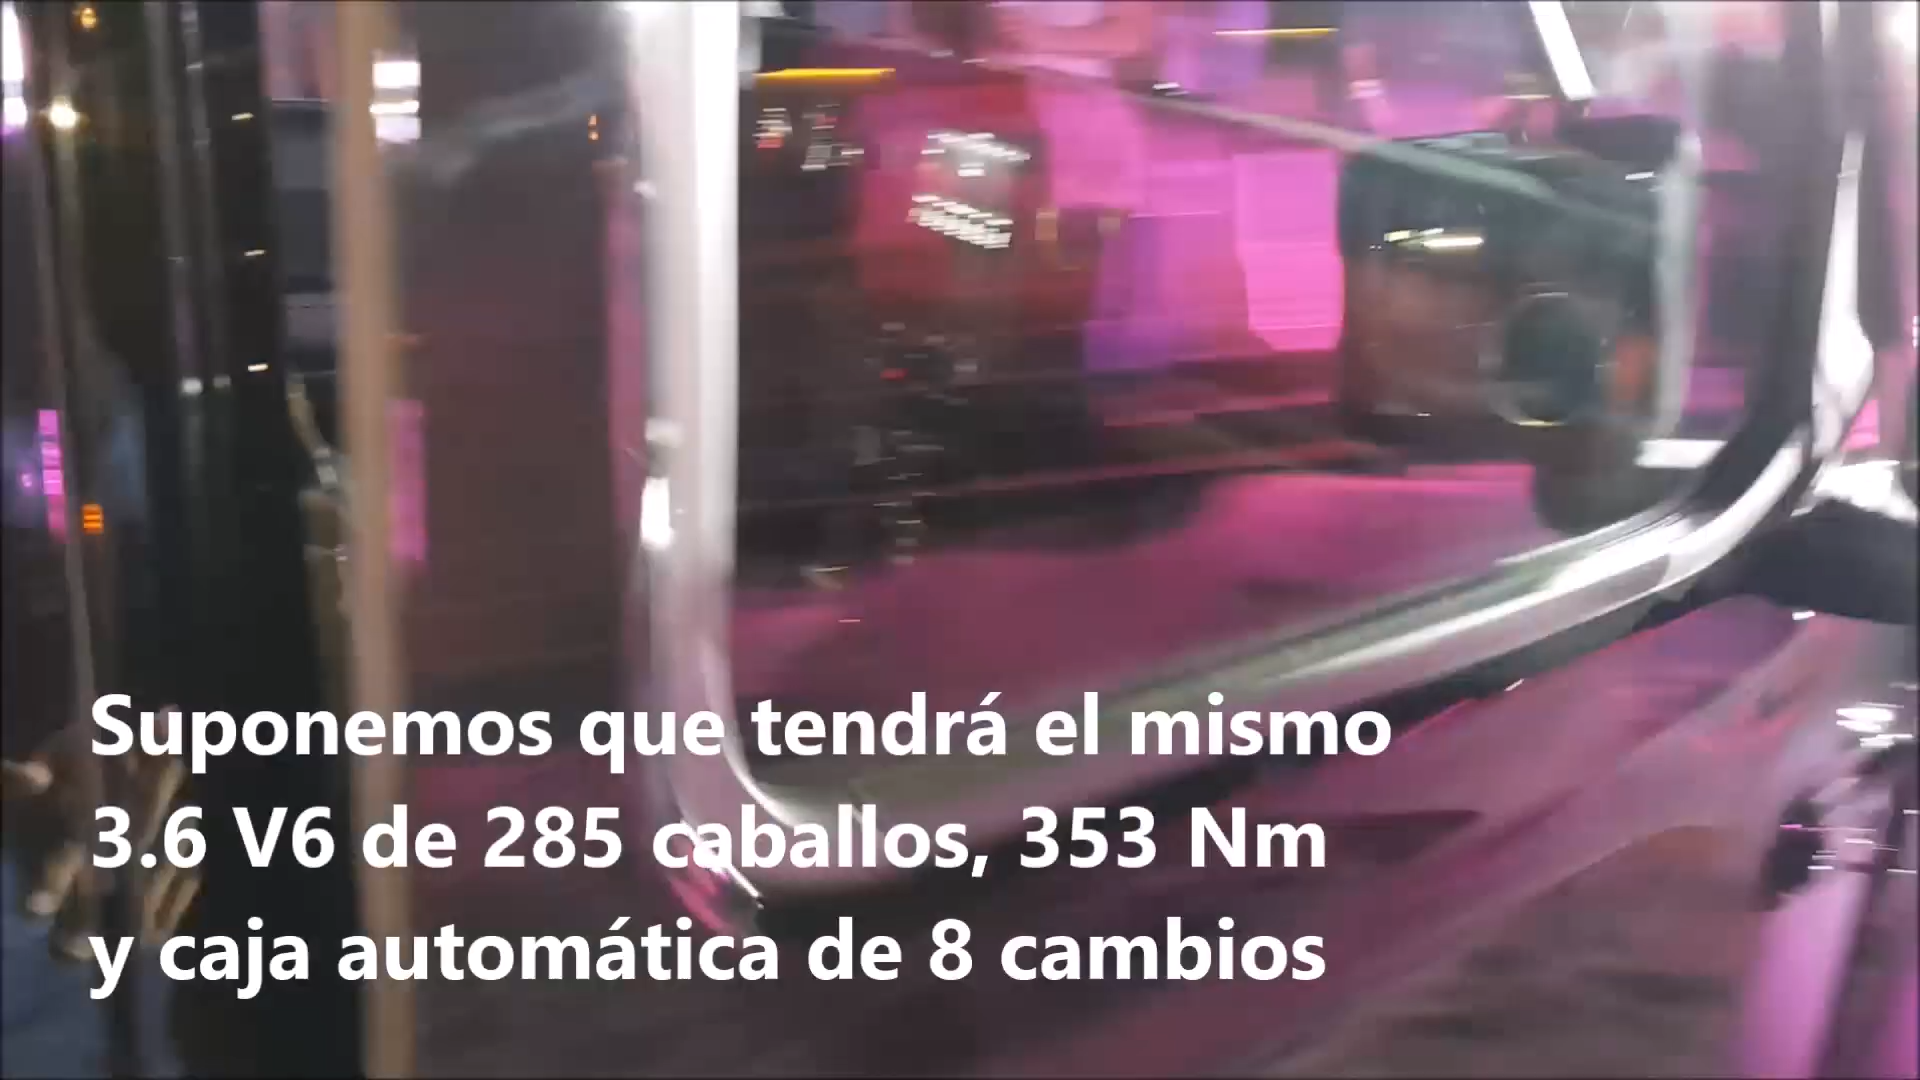 Suponemos que tendrá el mismo
3.6 V6 de 285 caballos, 353 Nm
y caja automática de 8 cambios